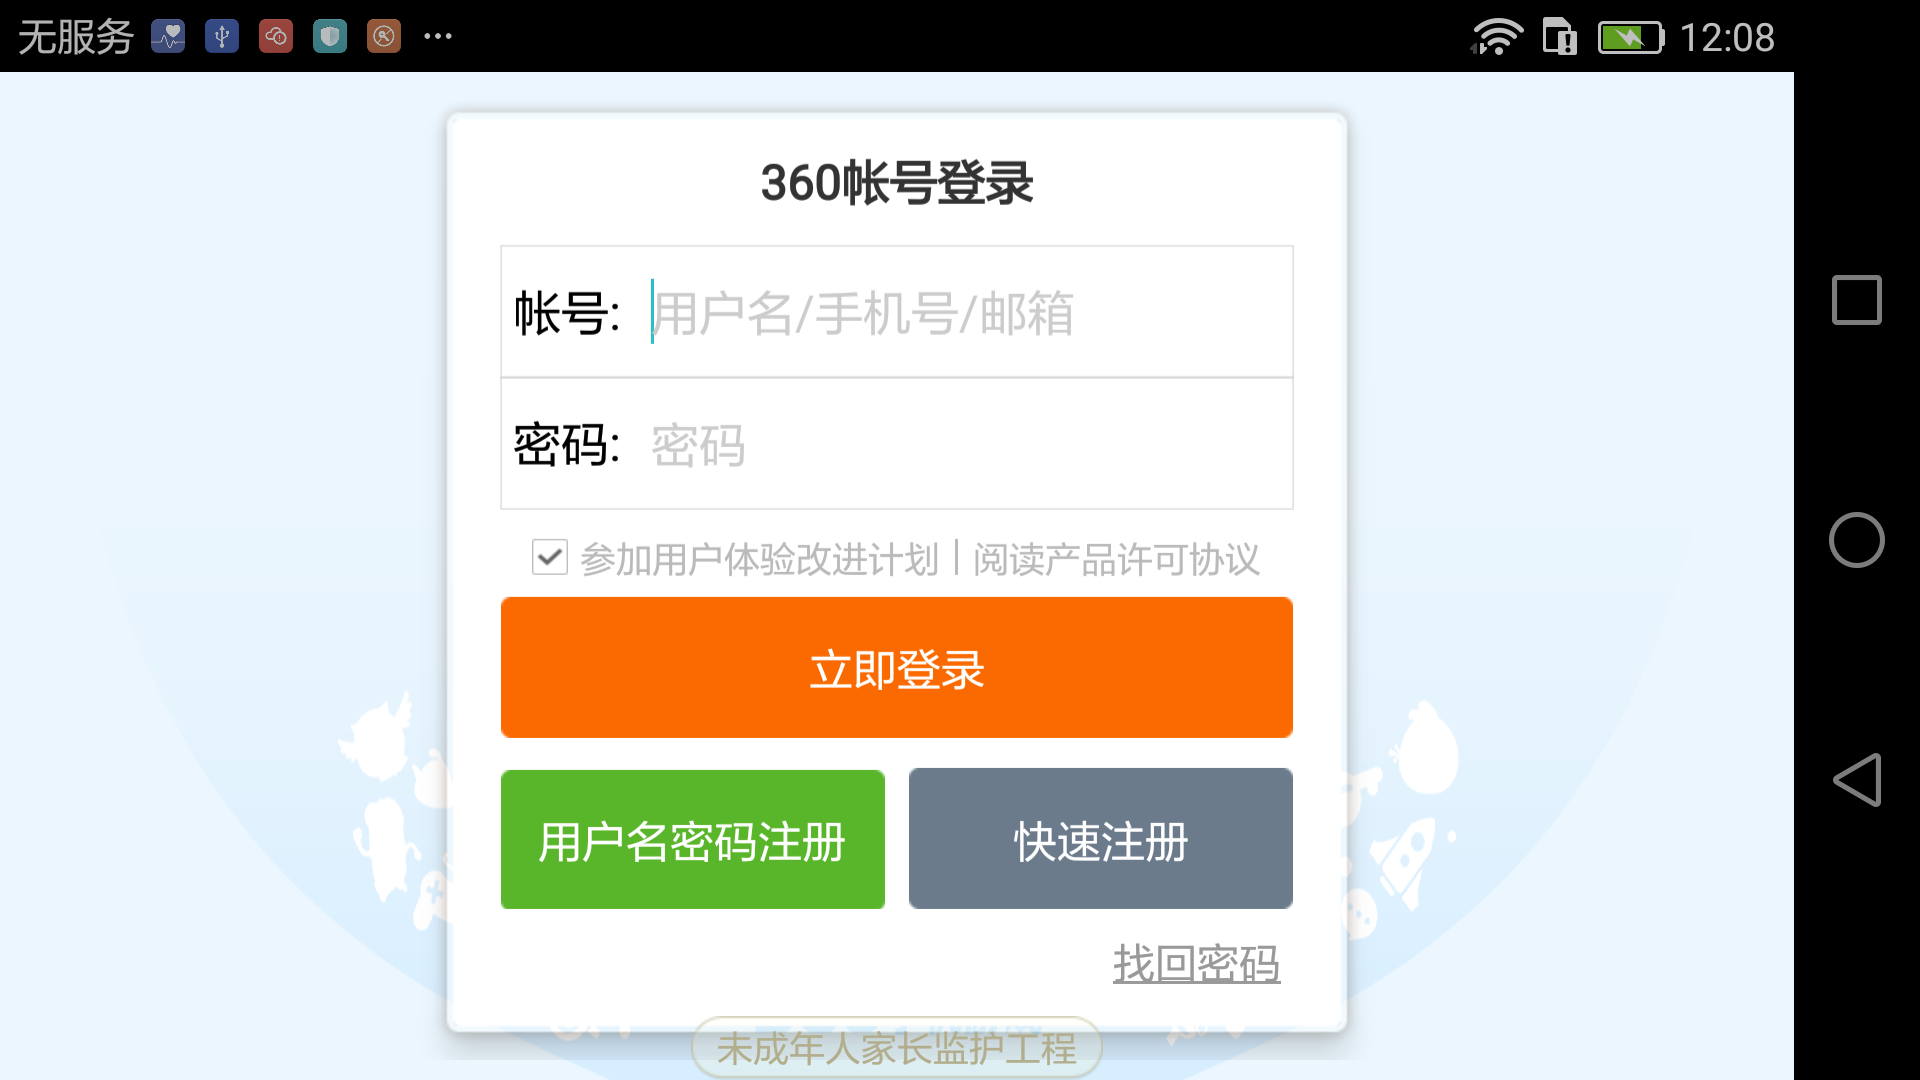 无服务 12:08
360帐号登录
帐号: 用户名/手机号/邮箱
密码: 密码
参加用户体验改进计划 | 阅读产品许可协议
立即登录
用户名密码注册 快速注册
找回密码
未成年人家长监护工程